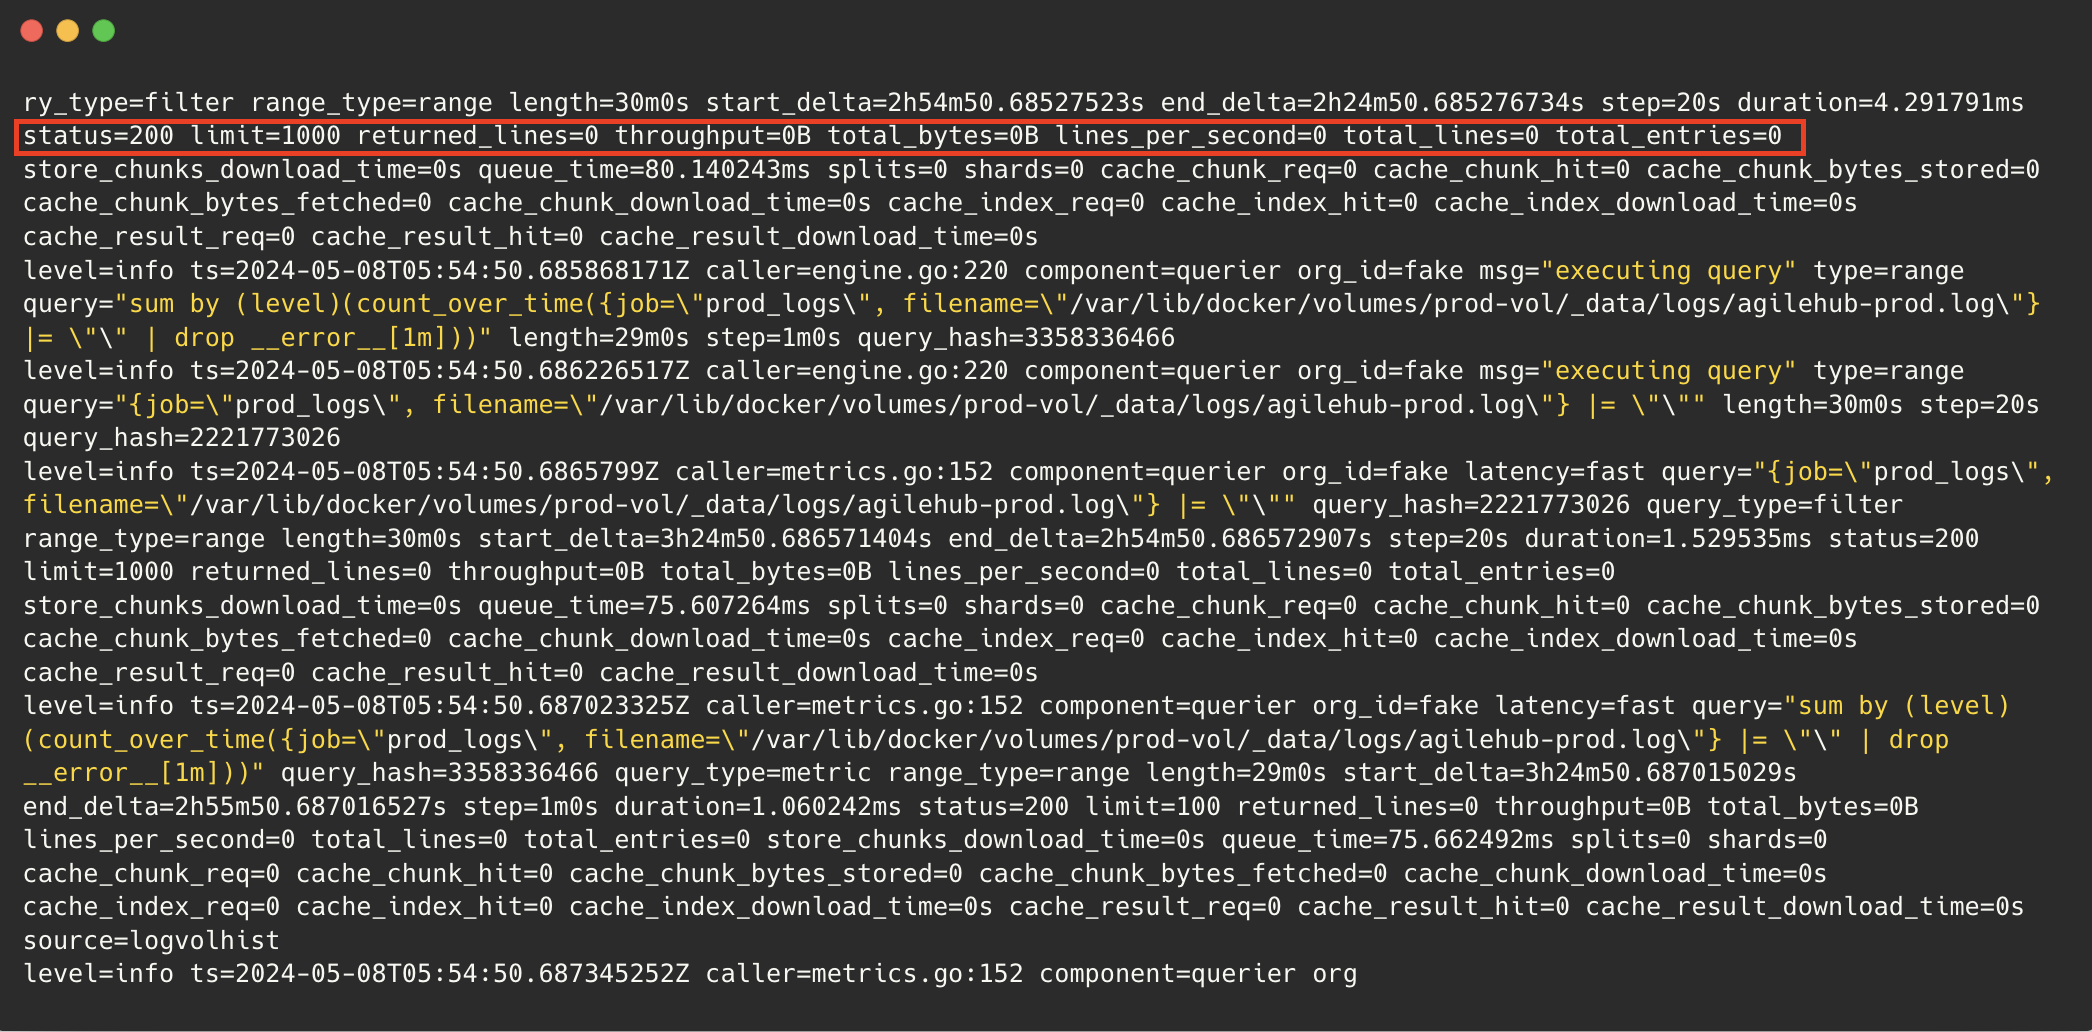 ry_type=filter range_type=range length=30m0s start_delta=2h54m50.68527523s end_delta=2h24m50.685276734s step=20s duration=4.291791ms
status=200 limit=1000 returned_lines=0 throughput=0B total_bytes=0B lines_per_second=0 total_lines=0 total_entries=0
store_chunks_download_time=0s queue_time=80.140243ms splits=0 shards=0 cache_chunk_req=0 cache_chunk_hit=0 cache_chunk_bytes_stored=0
cache_chunk_bytes_fetched=0 cache_chunk_download_time=0s cache_index_req=0 cache_index_hit=0 cache_index_download_time=0s
cache_result_req=0 cache_result_hit=0 cache_result_download_time=0s
level=info ts=2024-05-08T05:54:50.685868171Z caller=engine.go:220 component=querier org_id=fake msg="executing query" type=range
query="sum by (level)(count_over_time({job=\"prod_logs\", filename=\"/var/lib/docker/volumes/prod-vol/_data/logs/agilehub-prod.log\"}
|= \"\" | drop __error__[1m]))" length=29m0s step=1m0s query_hash=3358336466
level=info ts=2024-05-08T05:54:50.686226517Z caller=engine.go:220 component=querier org_id=fake msg="executing query" type=range
query="{job=\"prod_logs\", filename=\"/var/lib/docker/volumes/prod-vol/_data/logs/agilehub-prod.log\"} |= \"\"" length=30m0s step=20s
query_hash=2221773026
level=info ts=2024-05-08T05:54:50.6865799Z caller=metrics.go:152 component=querier org_id=fake latency=fast query="{job=\"prod_logs\",
filename=\"/var/lib/docker/volumes/prod-vol/_data/logs/agilehub-prod.log\"} |= \"\"" query_hash=2221773026 query_type=filter
range_type=range length=30m0s start_delta=3h24m50.686571404s end_delta=2h54m50.686572907s step=20s duration=1.529535ms status=200
limit=1000 returned_lines=0 throughput=0B total_bytes=0B lines_per_second=0 total_lines=0 total_entries=0
store_chunks_download_time=0s queue_time=75.607264ms splits=0 shards=0 cache_chunk_req=0 cache_chunk_hit=0 cache_chunk_bytes_stored=0
cache_chunk_bytes_fetched=0 cache_chunk_download_time=0s cache_index_req=0 cache_index_hit=0 cache_index_download_time=0s
cache_result_req=0 cache_result_hit=0 cache_result_download_time=0s
level=info ts=2024-05-08T05:54:50.687023325Z caller=metrics.go:152 component=querier org_id=fake latency=fast query="sum by (level)
(count_over_time({job=\"prod_logs\", filename=\"/var/lib/docker/volumes/prod-vol/_data/logs/agilehub-prod.log\"} |= \"\" | drop
__error__[1m]))" query_hash=3358336466 query_type=metric range_type=range length=29m0s start_delta=3h24m50.687015029s
end_delta=2h55m50.687016527s step=1m0s duration=1.060242ms status=200 limit=100 returned_lines=0 throughput=0B total_bytes=0B
lines_per_second=0 total_lines=0 total_entries=0 store_chunks_download_time=0s queue_time=75.662492ms splits=0 shards=0
cache_chunk_req=0 cache_chunk_hit=0 cache_chunk_bytes_stored=0 cache_chunk_bytes_fetched=0 cache_chunk_download_time=0s
cache_index_req=0 cache_index_hit=0 cache_index_download_time=0s cache_result_req=0 cache_result_hit=0 cache_result_download_time=0s
source=logvolhist
level=info ts=2024-05-08T05:54:50.687345252Z caller=metrics.go:152 component=querier org